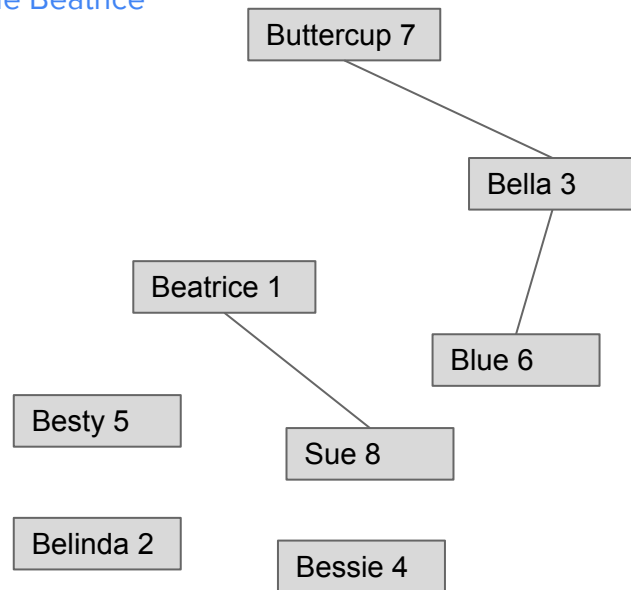 Beatrice
Buttercup 7
Bella 3
Beatrice 1
Blue 6
Besty 5
Sue 8
Belinda 2
Bessie 4